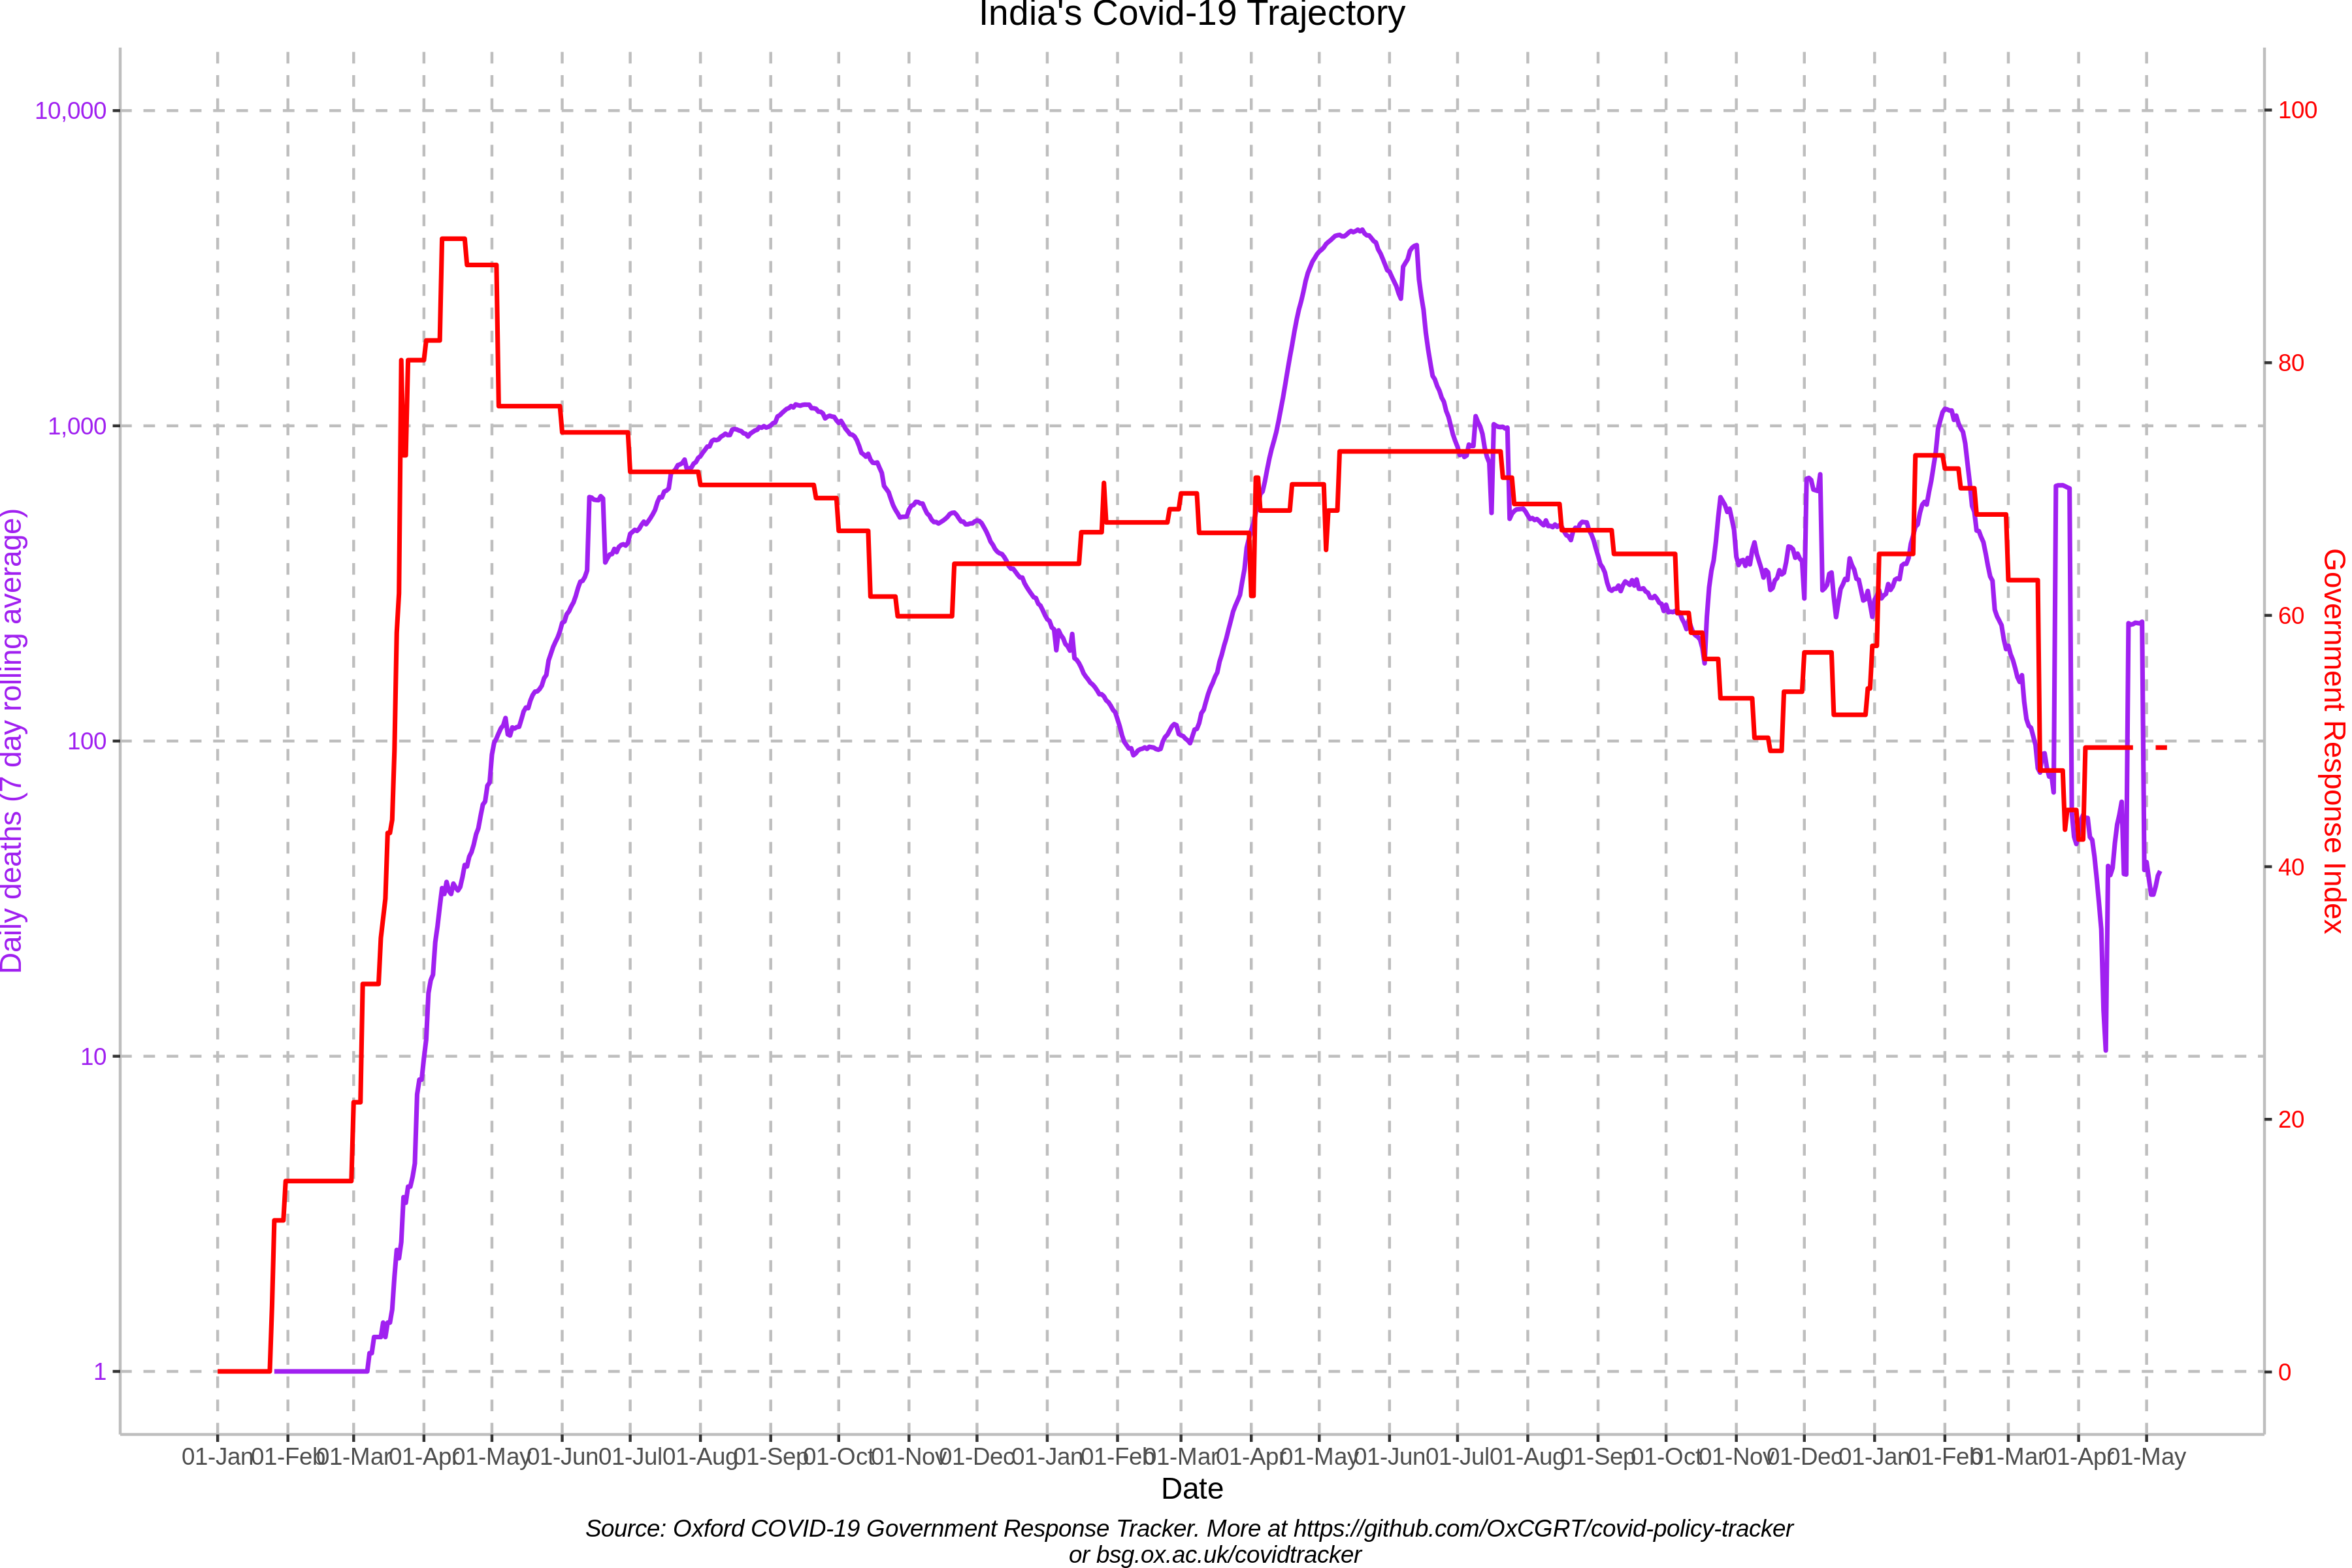 India's Covid-19 Trajectory
10,000
1,000
100
10
1
Daily deaths (7 day rolling average)
100
80
60
40
20
0
Government Response Index
01-Jan 01-Feb 01-Mar 01-Apr 01-May 01-Jun 01-Jul 01-Aug 01-Sep 01-Oct 01-Nov 01-Dec 01-Jan 01-Feb 01-Mar 01-Apr 01-May 01-Jun 01-Jul 01-Aug 01-Sep 01-Oct 01-Nov 01-Dec 01-Jan 01-Feb 01-Mar 01-Apr 01-May
Date
Source: Oxford COVID-19 Government Response Tracker. More at https://github.com/OxCGRT/covid-policy-tracker
or bsg.ox.ac.uk/covidtracker